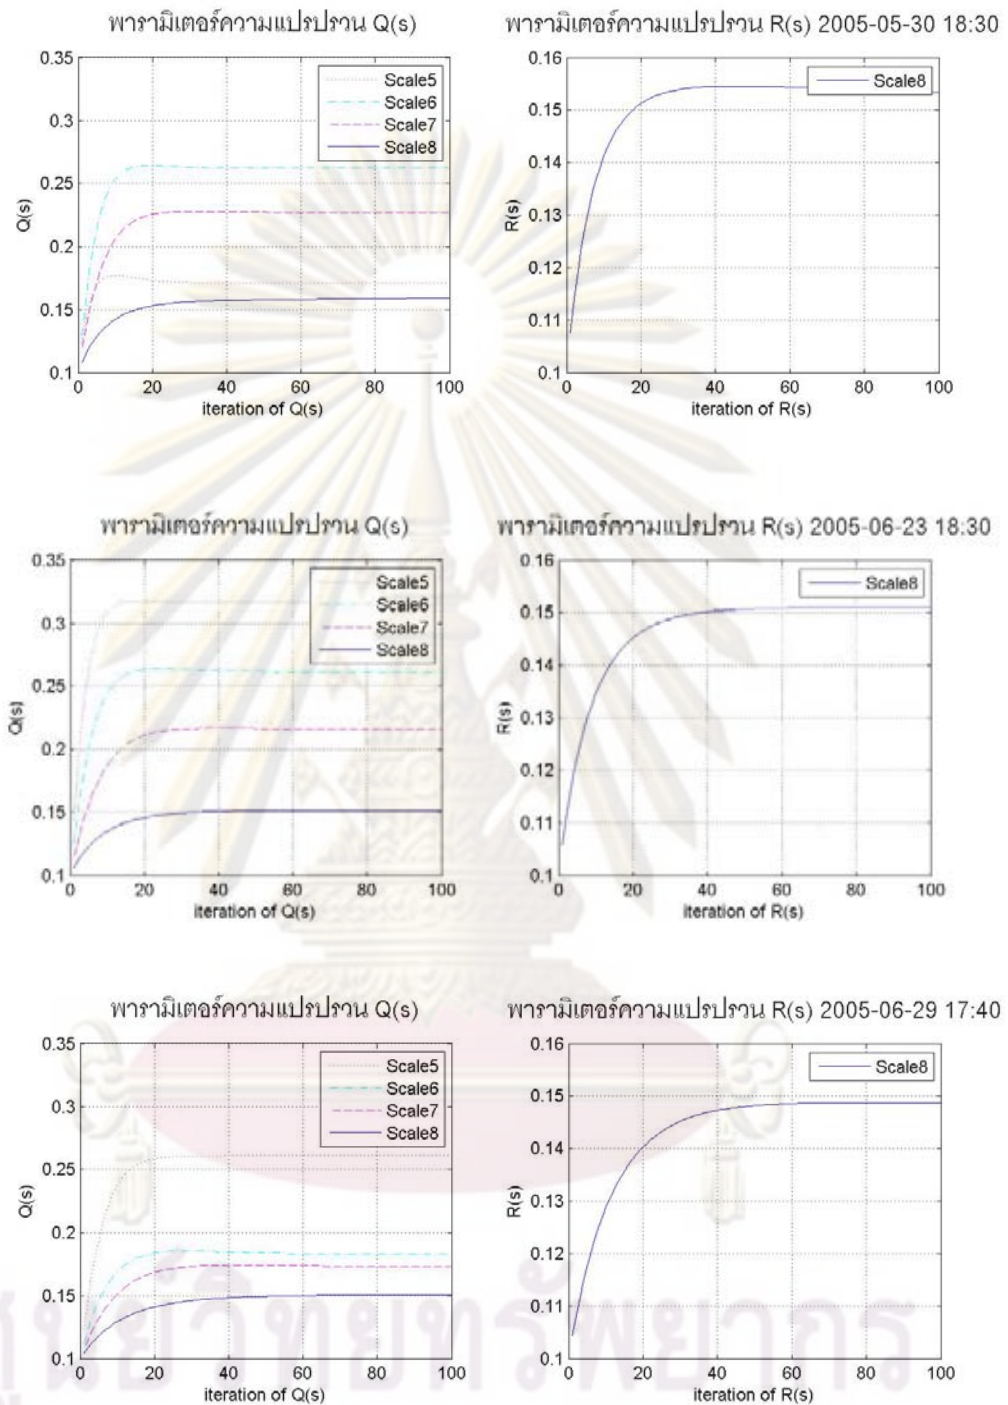 พารามิเตอร์ความแปรปรวน Q(s)
0.35
0.3
0.25
0.2
0.15
0.1
Q(s)
Scale5
Scale6
Scale7
Scale8
0 20 40 60 80 100
iteration of Q(s)
พารามิเตอร์ความแปรปรวน R(s) 2005-05-30 18:30
0.16
0.15
0.14
0.13
0.12
0.11
0.1
R(s)
Scale8
0 20 40 60 80 100
iteration of R(s)
พารามิเตอร์ความแปรปรวน Q(s)
0.35
0.3
0.25
0.2
0.15
0.1
Q(s)
Scale5
Scale6
Scale7
Scale8
0 20 40 60 80 100
iteration of Q(s)
พารามิเตอร์ความแปรปรวน R(s) 2005-06-23 18:30
0.16
0.15
0.14
0.13
0.12
0.11
0.1
R(s)
Scale8
0 20 40 60 80 100
iteration of R(s)
พารามิเตอร์ความแปรปรวน Q(s)
0.35
0.3
0.25
0.2
0.15
0.1
Q(s)
Scale5
Scale6
Scale7
Scale8
0 20 40 60 80 100
iteration of Q(s)
พารามิเตอร์ความแปรปรวน R(s) 2005-06-29 17:40
0.16
0.15
0.14
0.13
0.12
0.11
0.1
R(s)
Scale8
0 20 40 60 80 100
iteration of R(s)
ศูนย์วิทยทรัพยากร